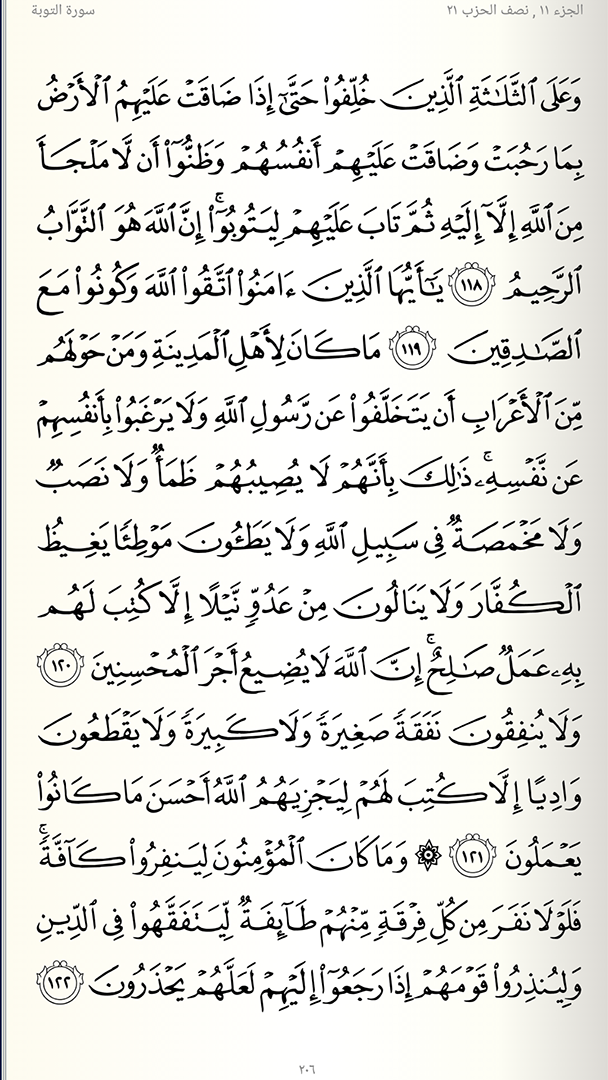 الجزء ١١ , نصف الحزب ٢١
سورة التوبة
وَعَلَى ٱلثَّلَٰثَةِ ٱلَّذِينَ خُلِّفُوا۟ حَتَّىٰٓ إِذَا ضَاقَتْ عَلَيْهِمُ ٱلْأَرْضُ
بِمَا رَحُبَتْ وَضَاقَتْ عَلَيْهِمْ أَنفُسُهُمْ وَظَنُّوٓا۟ أَن لَّا مَلْجَأَ
مِنَ ٱللَّهِ إِلَّآ إِلَيْهِ ثُمَّ تَابَ عَلَيْهِمْ لِيَتُوبُوٓا۟ ۚ إِنَّ ٱللَّهَ هُوَ ٱلتَّوَّابُ
ٱلرَّحِيمُ ١١٨ يَٰٓأَيُّهَا ٱلَّذِينَ ءَامَنُوا۟ ٱتَّقُوا۟ ٱللَّهَ وَكُونُوا۟ مَعَ
ٱلصَّٰدِقِينَ ١١٩ مَا كَانَ لِأَهْلِ ٱلْمَدِينَةِ وَمَنْ حَوْلَهُم
مِّنَ ٱلْأَعْرَابِ أَن يَتَخَلَّفُوا۟ عَن رَّسُولِ ٱللَّهِ وَلَا يَرْغَبُوا۟ بِأَنفُسِهِمْ
عَن نَّفْسِهِۦ ۚ ذَٰلِكَ بِأَنَّهُمْ لَا يُصِيبُهُمْ ظَمَأٌ وَلَا نَصَبٌ
وَلَا مَخْمَصَةٌ فِى سَبِيلِ ٱللَّهِ وَلَا يَطَـُٔونَ مَوْطِئًا يَغِيظُ
ٱلْكُفَّارَ وَلَا يَنَالُونَ مِنْ عَدُوٍّ نَّيْلًا إِلَّا كُتِبَ لَهُم
بِهِۦ عَمَلٌ صَٰلِحٌ ۚ إِنَّ ٱللَّهَ لَا يُضِيعُ أَجْرَ ٱلْمُحْسِنِينَ ١٢٠
وَلَا يُنفِقُونَ نَفَقَةً صَغِيرَةً وَلَا كَبِيرَةً وَلَا يَقْطَعُونَ
وَادِيًا إِلَّا كُتِبَ لَهُمْ لِيَجْزِيَهُمُ ٱللَّهُ أَحْسَنَ مَا كَانُوا۟
يَعْمَلُونَ ١٢١ ۞ وَمَا كَانَ ٱلْمُؤْمِنُونَ لِيَنفِرُوا۟ كَآفَّةً ۚ
فَلَوْلَا نَفَرَ مِن كُلِّ فِرْقَةٍ مِّنْهُمْ طَآئِفَةٌ لِّيَتَفَقَّهُوا۟ فِى ٱلدِّينِ
وَلِيُنذِرُوا۟ قَوْمَهُمْ إِذَا رَجَعُوٓا۟ إِلَيْهِمْ لَعَلَّهُمْ يَحْذَرُونَ ١٢٢
٢٠٦